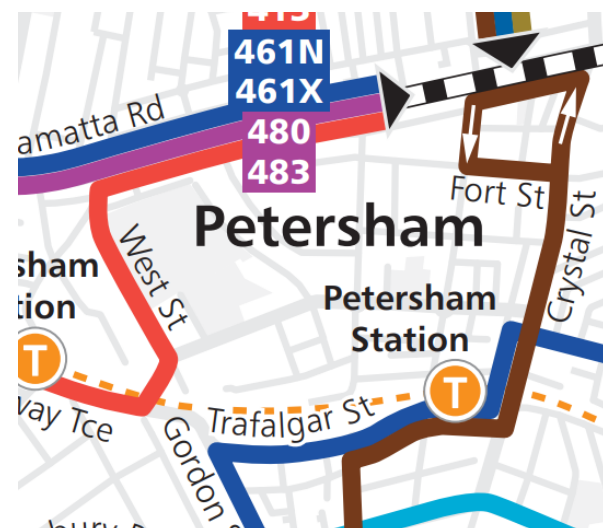 461N
461X
480
483
amatta Rd
Fort St
Petersham
West St
Crystal St
sham
tion
Petersham
Station
T
T
way Tce
Trafalgar St
Gordon